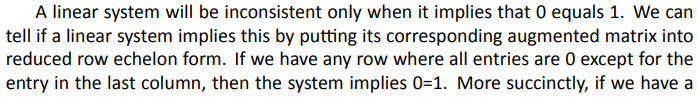 A linear system will be inconsistent only when it implies that 0 equals 1. We can
tell if a linear system implies this by putting its corresponding augmented matrix into
reduced row echelon form. If we have any row where all entries are 0 except for the
entry in the last column, then the system implies 0=1. More succinctly, if we have a